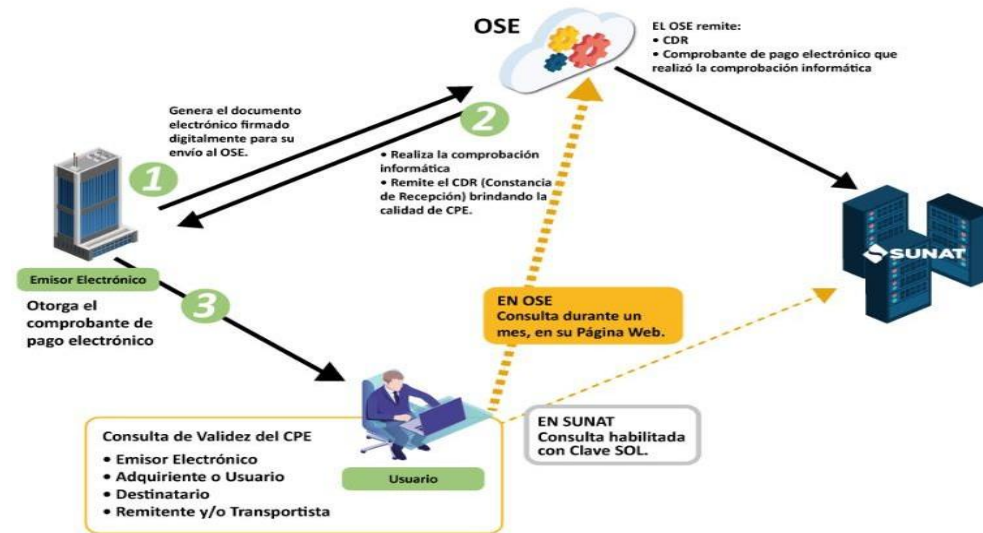 OSE
EL OSE remite:
• CDR
• Comprobante de pago electrónico que
realizó la comprobación informática
Genera el documento
electrónico firmado
digitalmente para su
envío al OSE.
1
2
• Realiza la comprobación
informática
• Remite el CDR (Constancia
de Recepción) brindando la
calidad de CPE.
SUNAT
Emisor Electrónico
3
Otorga el
comprobante de
pago electrónico
EN OSE
Consulta durante un
mes, en su Página Web.
EN SUNAT
Consulta habilitada
con Clave SOL.
Consulta de Validez del CPE
• Emisor Electrónico
• Adquiriente o Usuario
• Destinatario
• Remitente y/o Transportista
Usuario